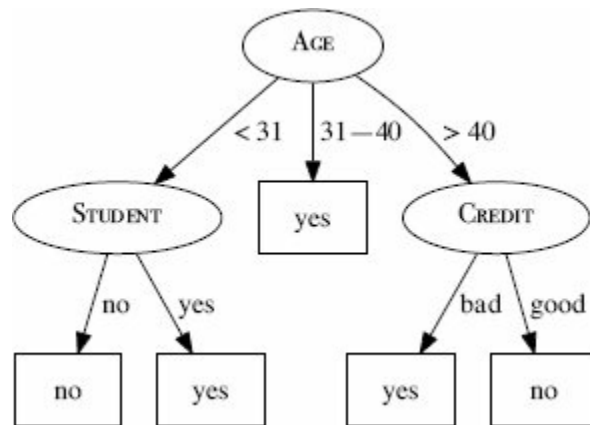 AGE
< 31 31—40 > 40
STUDENT yes CREDIT
no yes bad good
no yes yes no